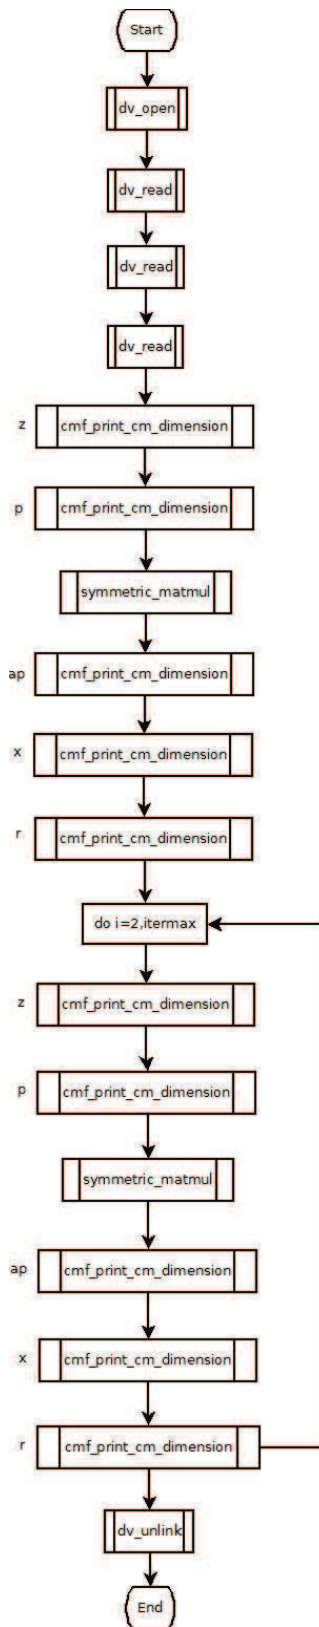 Start
dv_open
dv_read
dv_read
dv_read
z cmf_print_cm_dimension
p cmf_print_cm_dimension
symmetric_matmul
ap cmf_print_cm_dimension
x cmf_print_cm_dimension
r cmf_print_cm_dimension
do i=2,itermax
z cmf_print_cm_dimension
p cmf_print_cm_dimension
symmetric_matmul
ap cmf_print_cm_dimension
x cmf_print_cm_dimension
r cmf_print_cm_dimension
dv_unlink
End